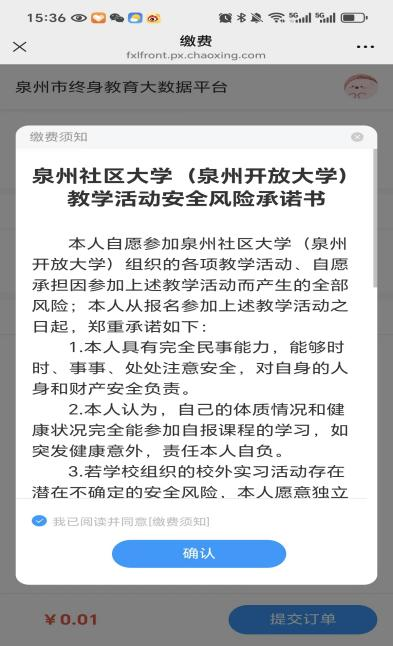 15:36
缴费
fxlfront.px.chaoxing.com
泉州市终身教育大数据平台
缴费须知
泉州社区大学（泉州开放大学）
教学活动安全风险承诺书
本人自愿参加泉州社区大学（泉州
开放大学）组织的各项教学活动、自愿
承担因参加上述教学活动而产生的全部
风险；本人从报名参加上述教学活动之
日起，郑重承诺如下：
1.本人具有完全民事能力，能够时
时、事事、处处注意安全，对自身的人
身和财产安全负责。
2.本人认为，自己的体质情况和健
康状况完全能参加自报课程的学习，如
突发健康意外，责任本人自负。
3.若学校组织的校外实习活动存在
潜在不确定的安全风险，本人愿意独立
我已阅读并同意[缴费须知]
确认
￥0.01
提交订单